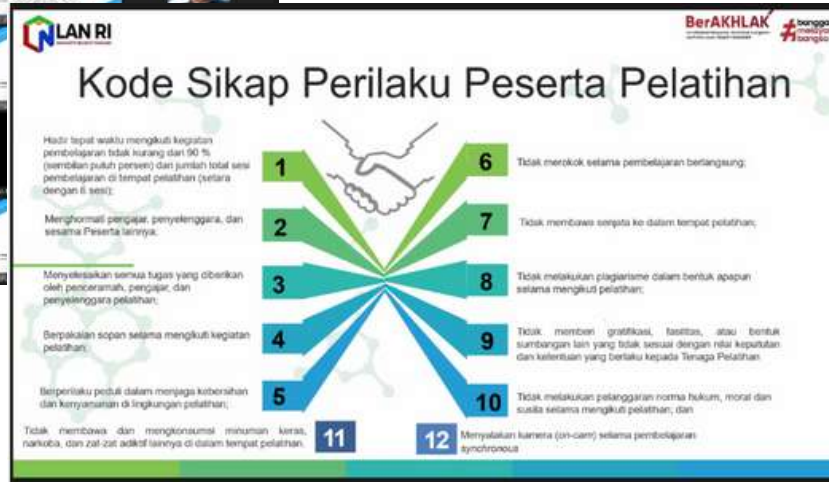 LAN RI
BerAKHLAK
bangga
melayani
bangsa
Kode Sikap Perilaku Peserta Pelatihan
Hadir tepat waktu mengikuti kegiatan
pembelajaran tidak kurang dari 90 %
(sembilan puluh persen) dari jumlah total sesi
pembelajaran di tempat pelatihan (setara
dengan 6 sesi);
1
Menghormati pengajar, penyelenggara, dan
sesama Peserta lainnya;
2
Menyelesaikan semua tugas yang diberikan
oleh penceramah, pengajar, dan
penyelenggara pelatihan;
3
Berpakaian sopan selama mengikuti kegiatan
pelatihan;
4
Berperilaku peduli dalam menjaga kebersihan
dan kenyamanan di lingkungan pelatihan;
5
6
Tidak merokok selama pembelajaran berlangsung;
7
Tidak membawa senjata ke dalam tempat pelatihan;
8
Tidak melakukan plagiarisme dalam bentuk apapun
selama mengikuti pelatihan;
9
Tidak memberi gratifikasi, fasilitas, atau bentuk
sumbangan lain yang tidak sesuai dengan nilai kepatutan
dan ketentuan yang berlaku kepada Tenaga Pelatihan
10
Tidak melakukan pelanggaran norma hukum, moral dan
susila selama mengikuti pelatihan; dan
Tidak membawa dan mengkonsumsi minuman keras,
narkoba, dan zat-zat adiktif lainnya di dalam tempat pelatihan.
11
12
Menyalakan kamera (on-cam) selama pembelajaran
synchronous